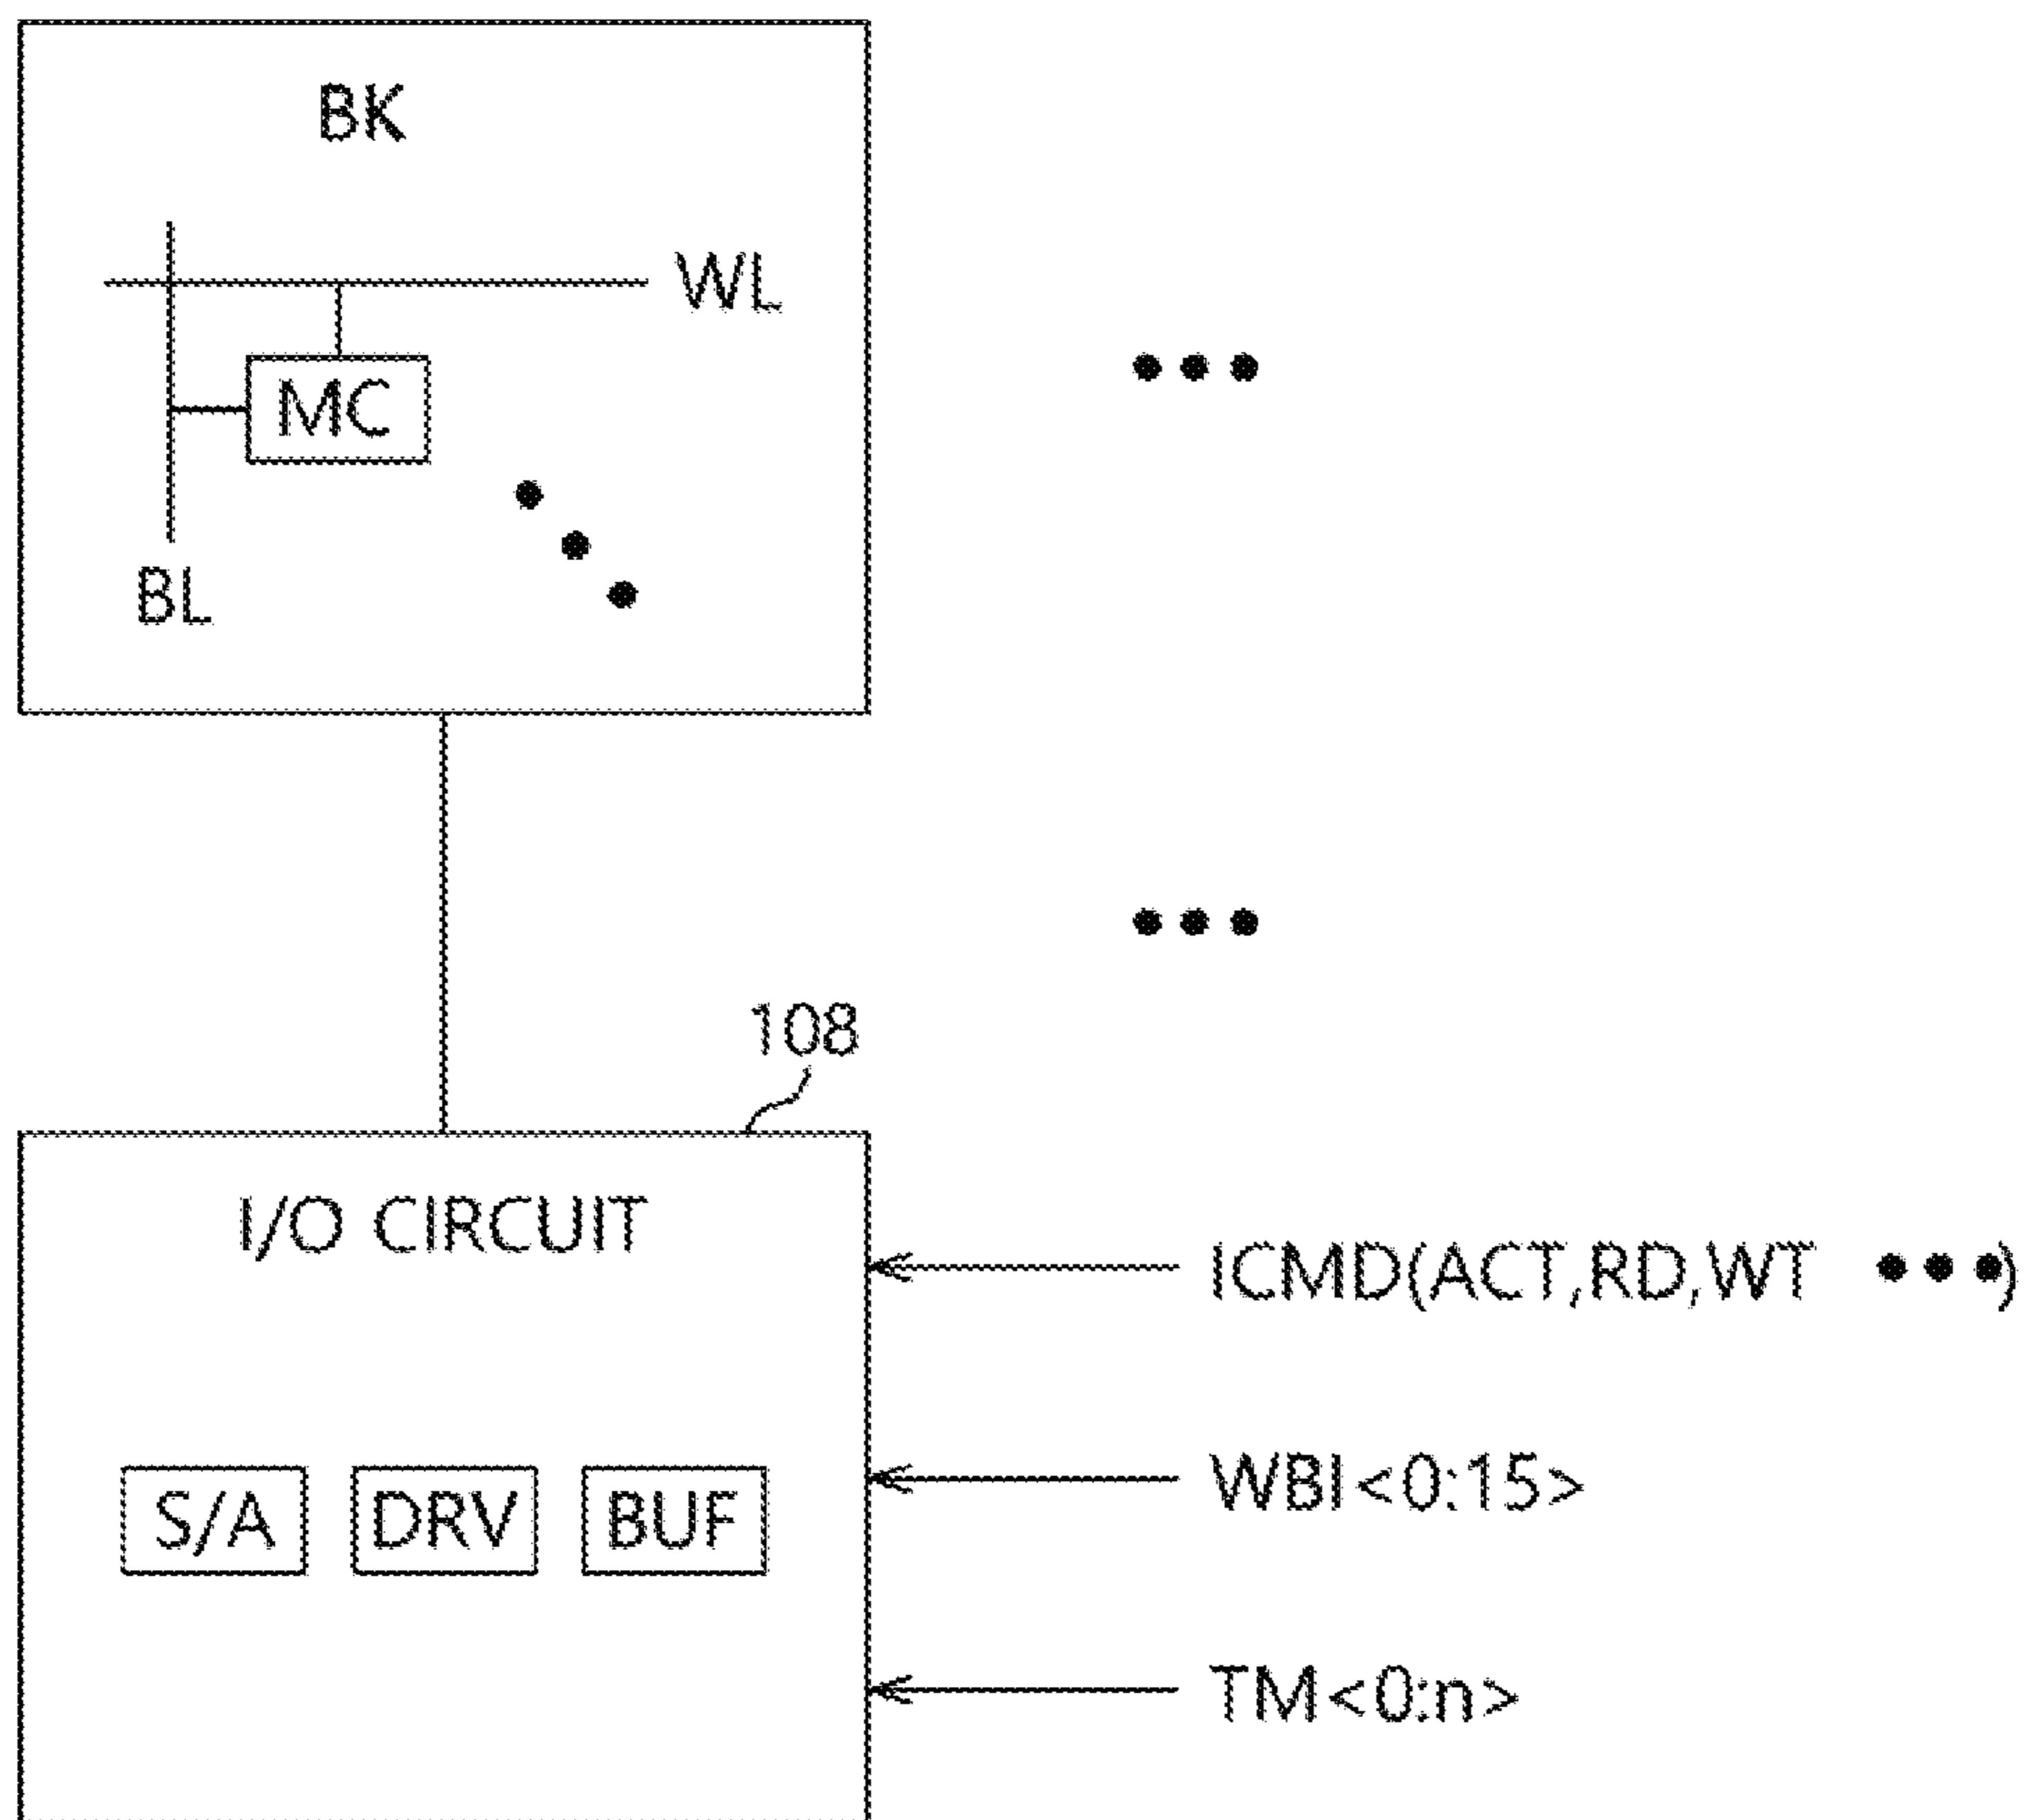 BK
WL
MC
BL
108
I/O CIRCUIT
ICMD(ACT,RD,WT •••)
WBI<0:15>
S/A DRV BUF
TM<0:n>